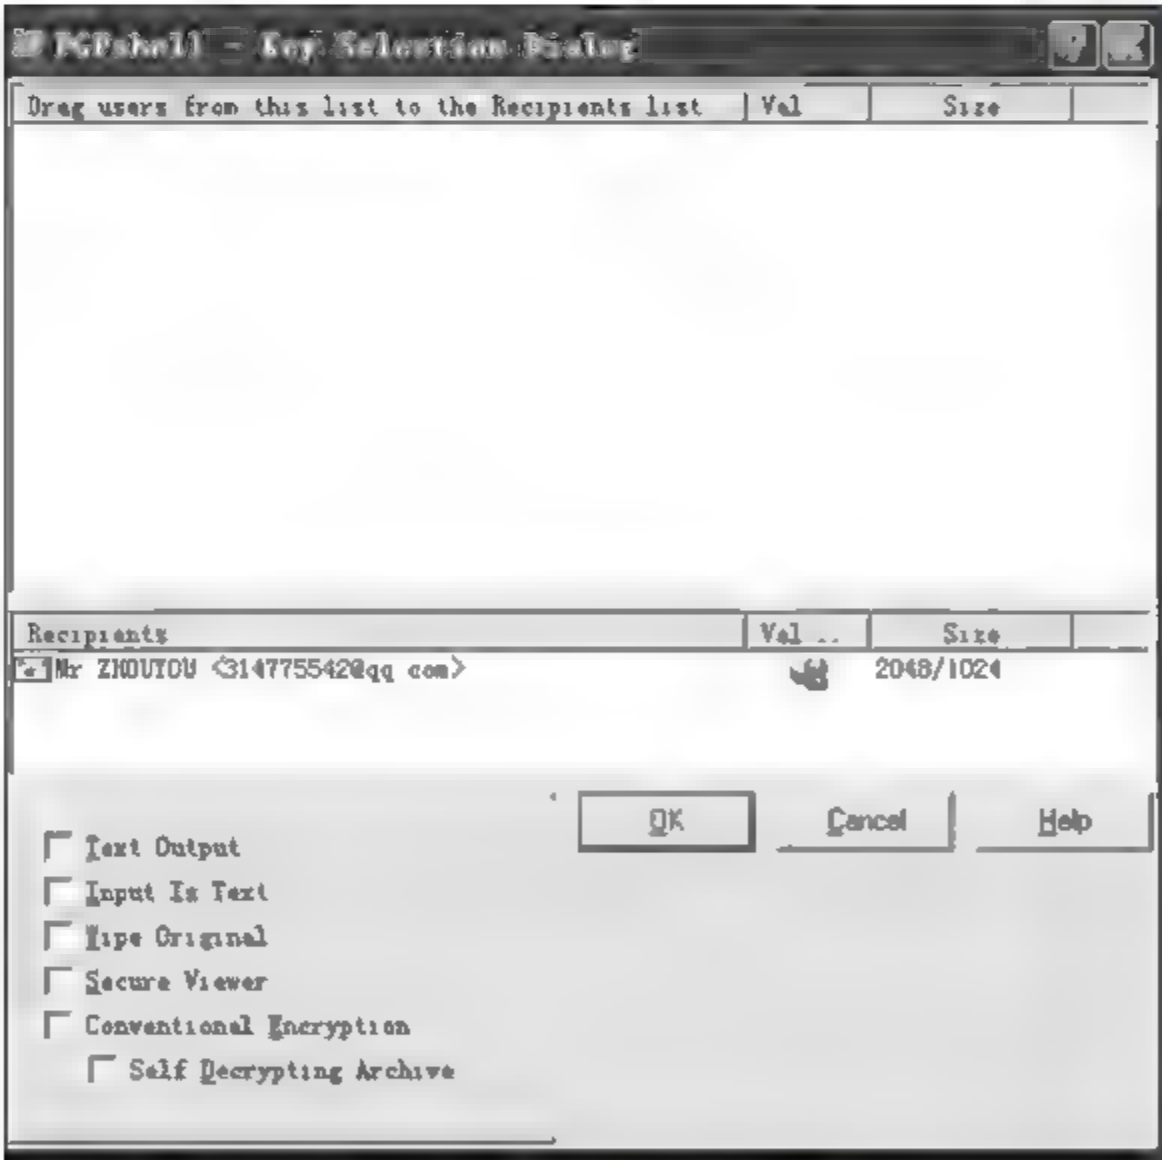 PGPshell - Key Selection Dialog
Drag users from this list to the Recipients list Val Size
Recipients Val .. Size
Mr ZHOUYOU <314775542@qq com> 2048/1024
OK Cancel Help
Text Output
Input Is Text
Wipe Original
Secure Viewer
Conventional Encryption
Self Decrypting Archive